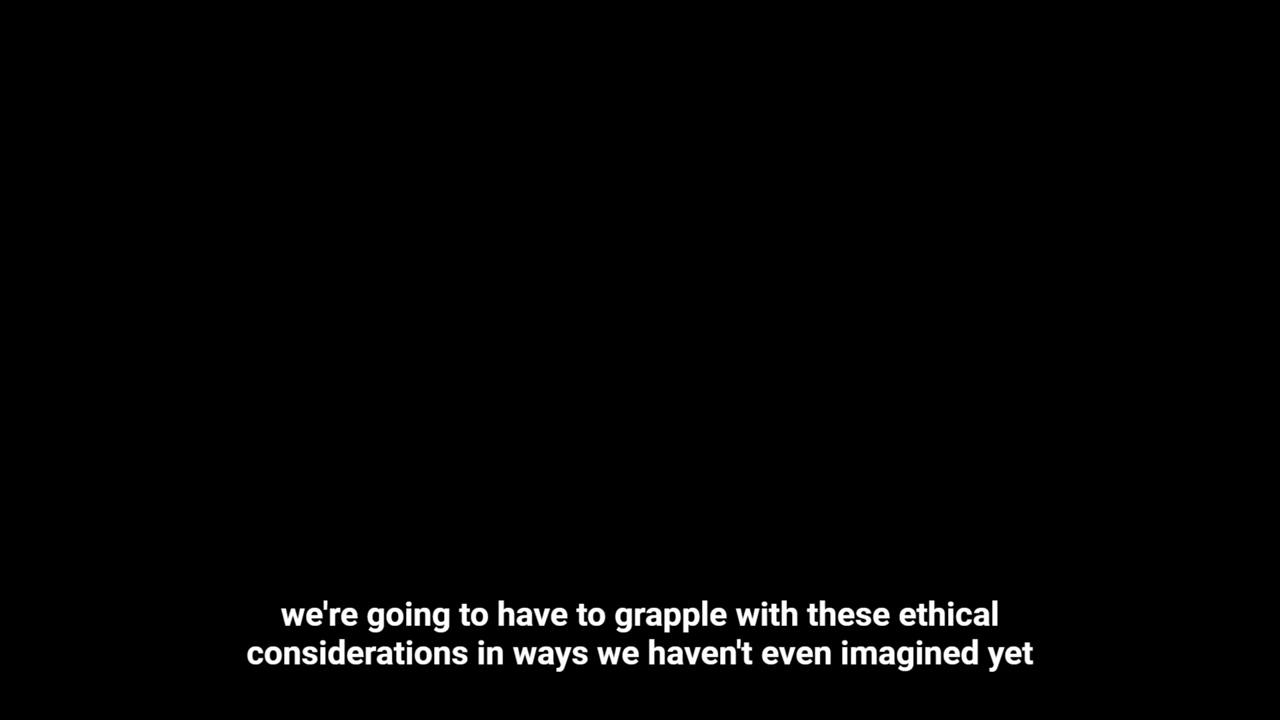 we're going to have to grapple with these ethical
considerations in ways we haven't even imagined yet